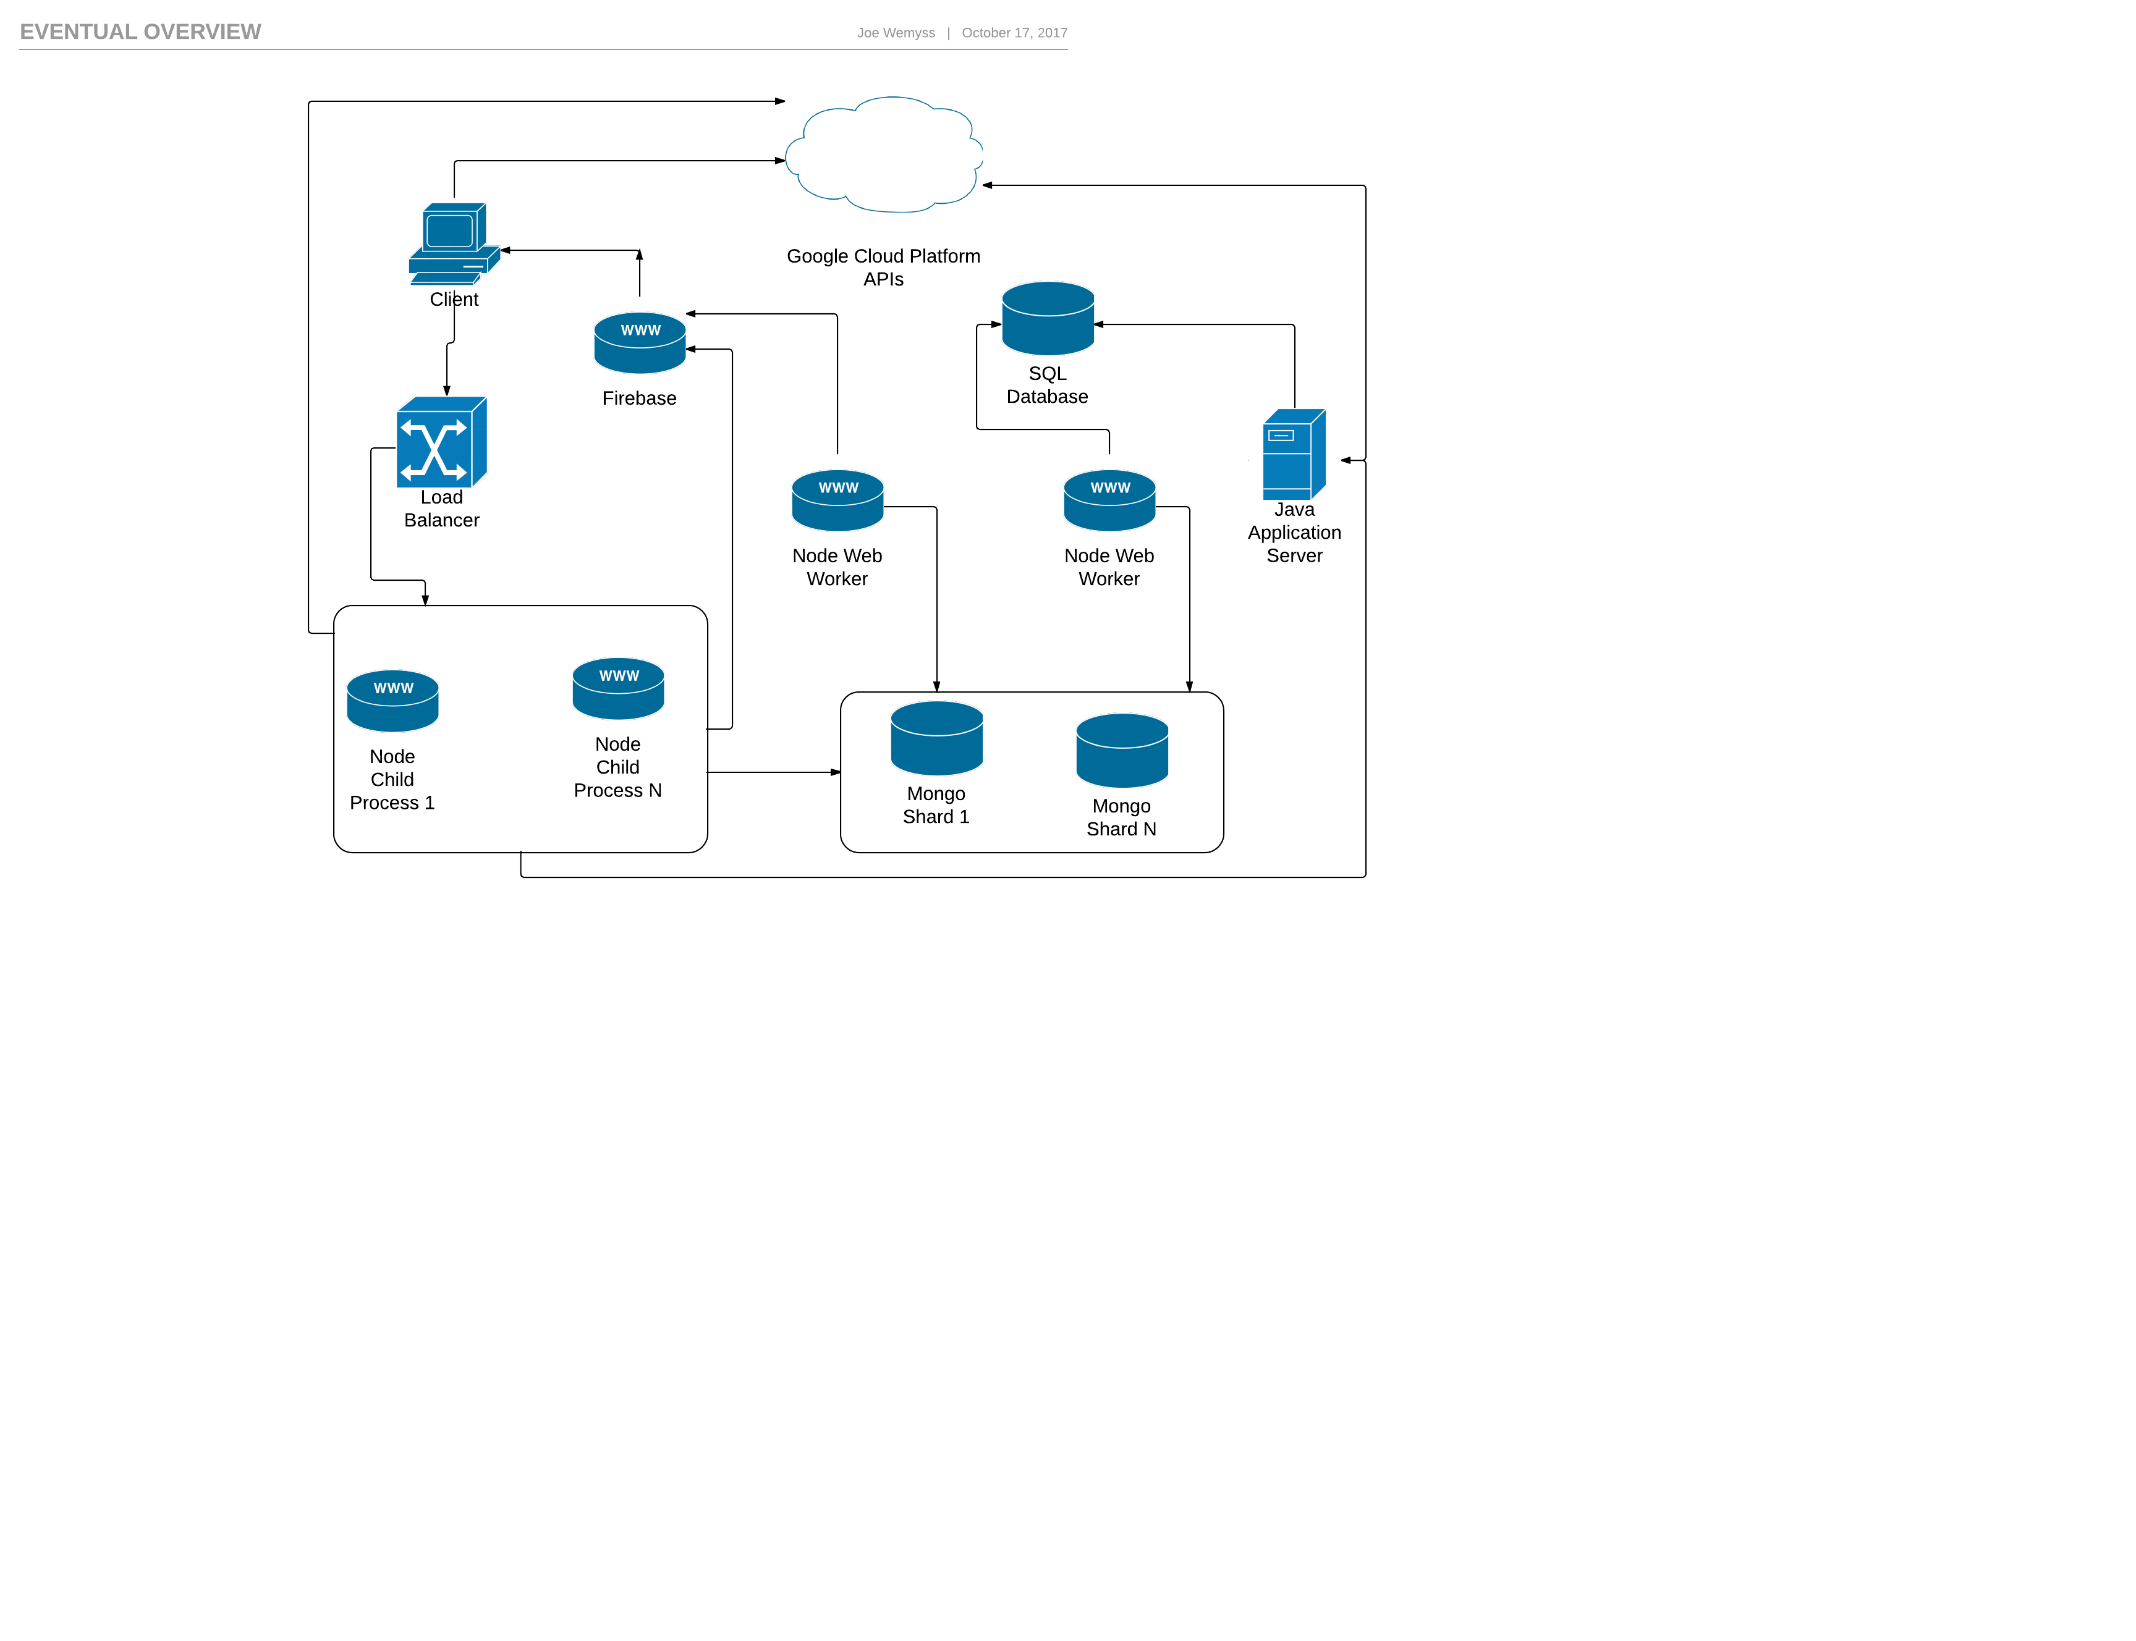 EVENTUAL OVERVIEW
Joe Wemyss | October 17, 2017
Google Cloud Platform
APIs
Client
WWW
Firebase
SQL
Database
Load
Balancer
WWW
Node Web
Worker
WWW
Node Web
Worker
Java
Application
Server
WWW
Node
Child
Process 1
WWW
Node
Child
Process N
Mongo
Shard 1
Mongo
Shard N